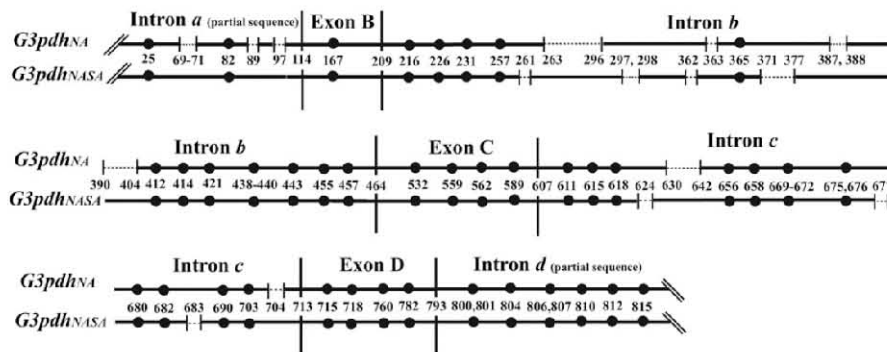 Intron a (partial sequence) Exon B Intron b
G3pdhNA
25 69-71 82 89 97 114 167 209 216 226 231 257 261 263 296 297, 298 362 363 365 371 377 387, 388
G3pdhNASA
Intron b Exon C Intron c
G3pdhNA
390 404 412 414 421 438-440 443 455 457 464 532 559 562 589 607 611 615 618 624 630 642 656 658 669-672 675,676 67
G3pdhNASA
Intron c Exon D Intron d (partial sequence)
G3pdhNA
680 682 683 690 703 704 713 715 718 760 782 793 800,801 804 806,807 810 812 815
G3pdhNASA